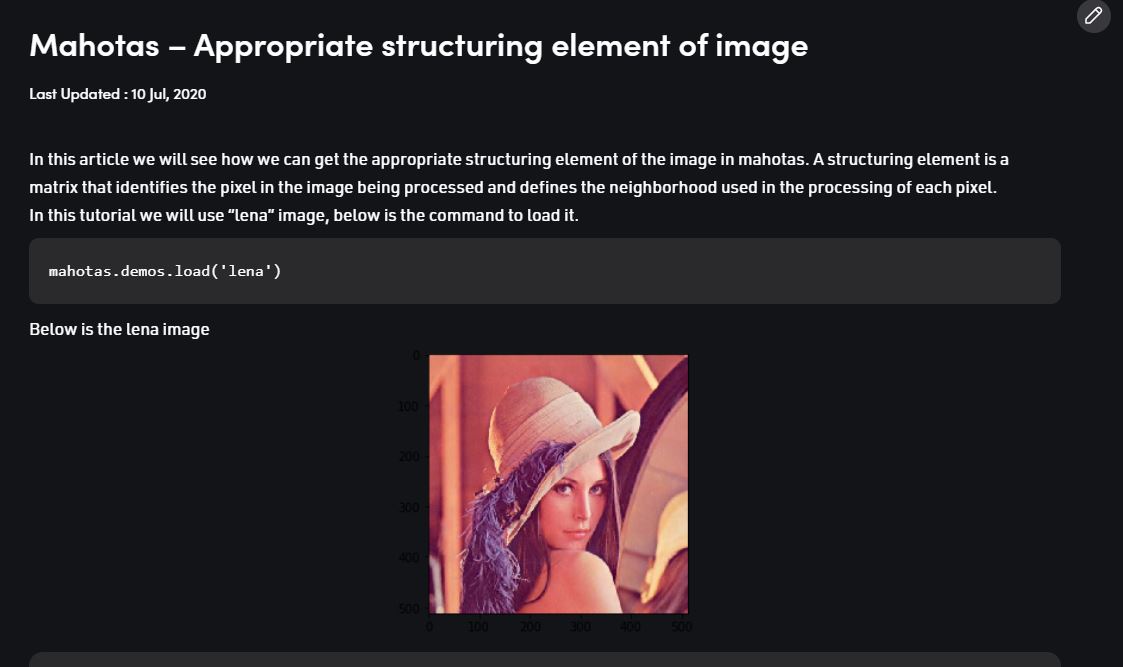 Mahotas – Appropriate structuring element of image
Last Updated : 10 Jul, 2020
In this article we will see how we can get the appropriate structuring element of the image in mahotas. A structuring element is a
matrix that identifies the pixel in the image being processed and defines the neighborhood used in the processing of each pixel.
In this tutorial we will use “lena” image, below is the command to load it.
mahotas.demos.load('lena')
Below is the lena image
0
100
200
300
400
500
0 100 200 300 400 500